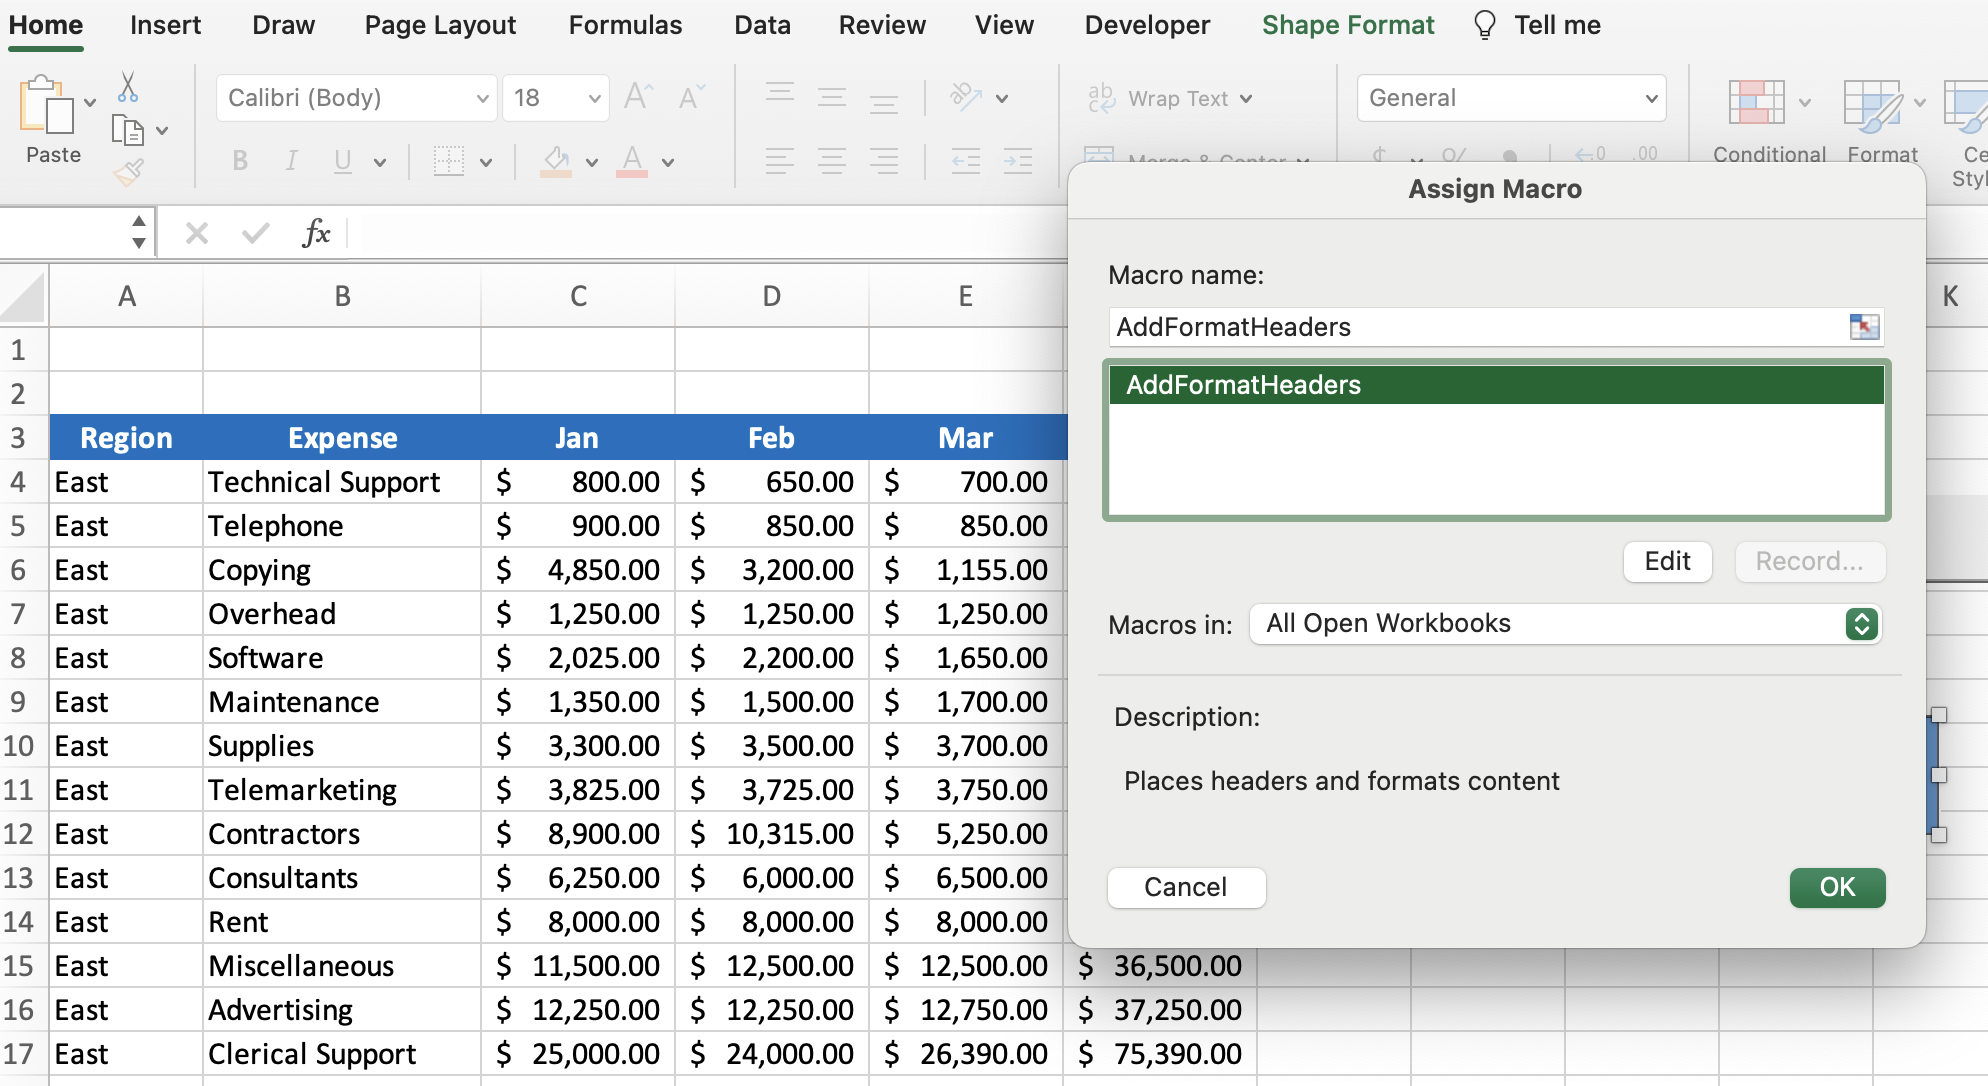 Home Insert Draw Page Layout Formulas Data Review View Developer Shape Format Tell me
Calibri (Body) 18 A A ab Wrap Text General
Paste B I U A ab c Merge & Center Conditional Format
fx
Assign Macro
Macro name:
AddFormatHeaders
AddFormatHeaders
Edit Record...
Macros in: All Open Workbooks
Description:
Places headers and formats content
Cancel OK
A B C D E K
1
2
3 Region Expense Jan Feb Mar
4 East Technical Support $ 800.00 $ 650.00 $ 700.00
5 East Telephone $ 900.00 $ 850.00 $ 850.00
6 East Copying $ 4,850.00 $ 3,200.00 $ 1,155.00
7 East Overhead $ 1,250.00 $ 1,250.00 $ 1,250.00
8 East Software $ 2,025.00 $ 2,200.00 $ 1,650.00
9 East Maintenance $ 1,350.00 $ 1,500.00 $ 1,700.00
10 East Supplies $ 3,300.00 $ 3,500.00 $ 3,700.00
11 East Telemarketing $ 3,825.00 $ 3,725.00 $ 3,750.00
12 East Contractors $ 8,900.00 $ 10,315.00 $ 5,250.00
13 East Consultants $ 6,250.00 $ 6,000.00 $ 6,500.00
14 East Rent $ 8,000.00 $ 8,000.00 $ 8,000.00
15 East Miscellaneous $ 11,500.00 $ 12,500.00 $ 12,500.00 $ 36,500.00
16 East Advertising $ 12,250.00 $ 12,250.00 $ 12,750.00 $ 37,250.00
17 East Clerical Support $ 25,000.00 $ 24,000.00 $ 26,390.00 $ 75,390.00